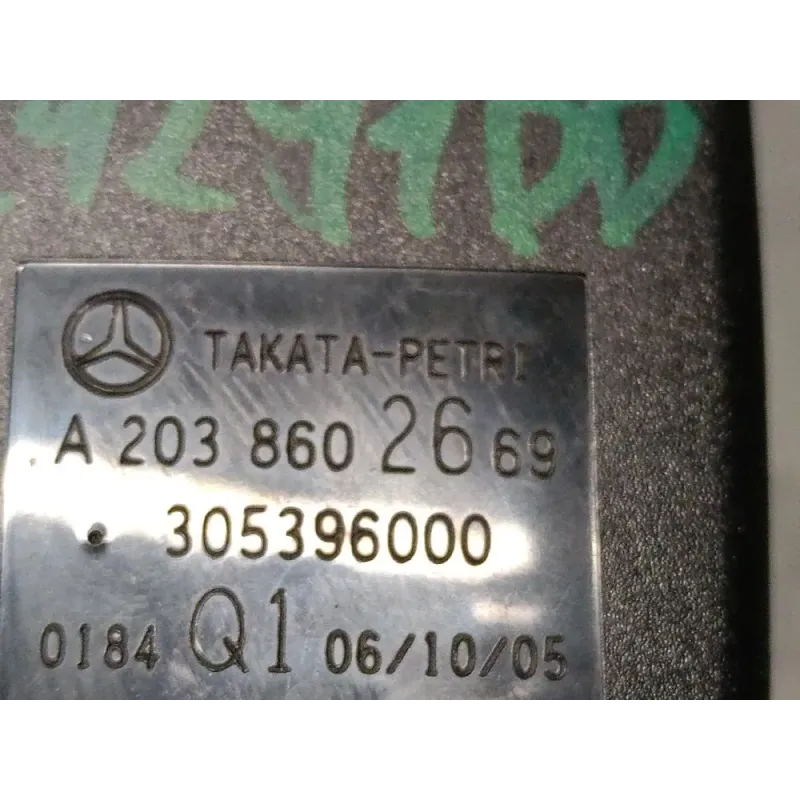 TAKATA-PETRI
A 203 860 26 69
305396000
0184 Q1 06/10/05